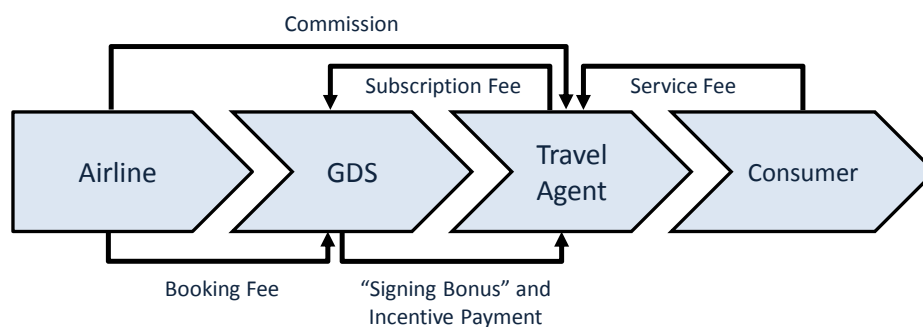 Commission
Subscription Fee
Service Fee
Airline
GDS
Travel
Agent
Consumer
Booking Fee
“Signing Bonus” and
Incentive Payment